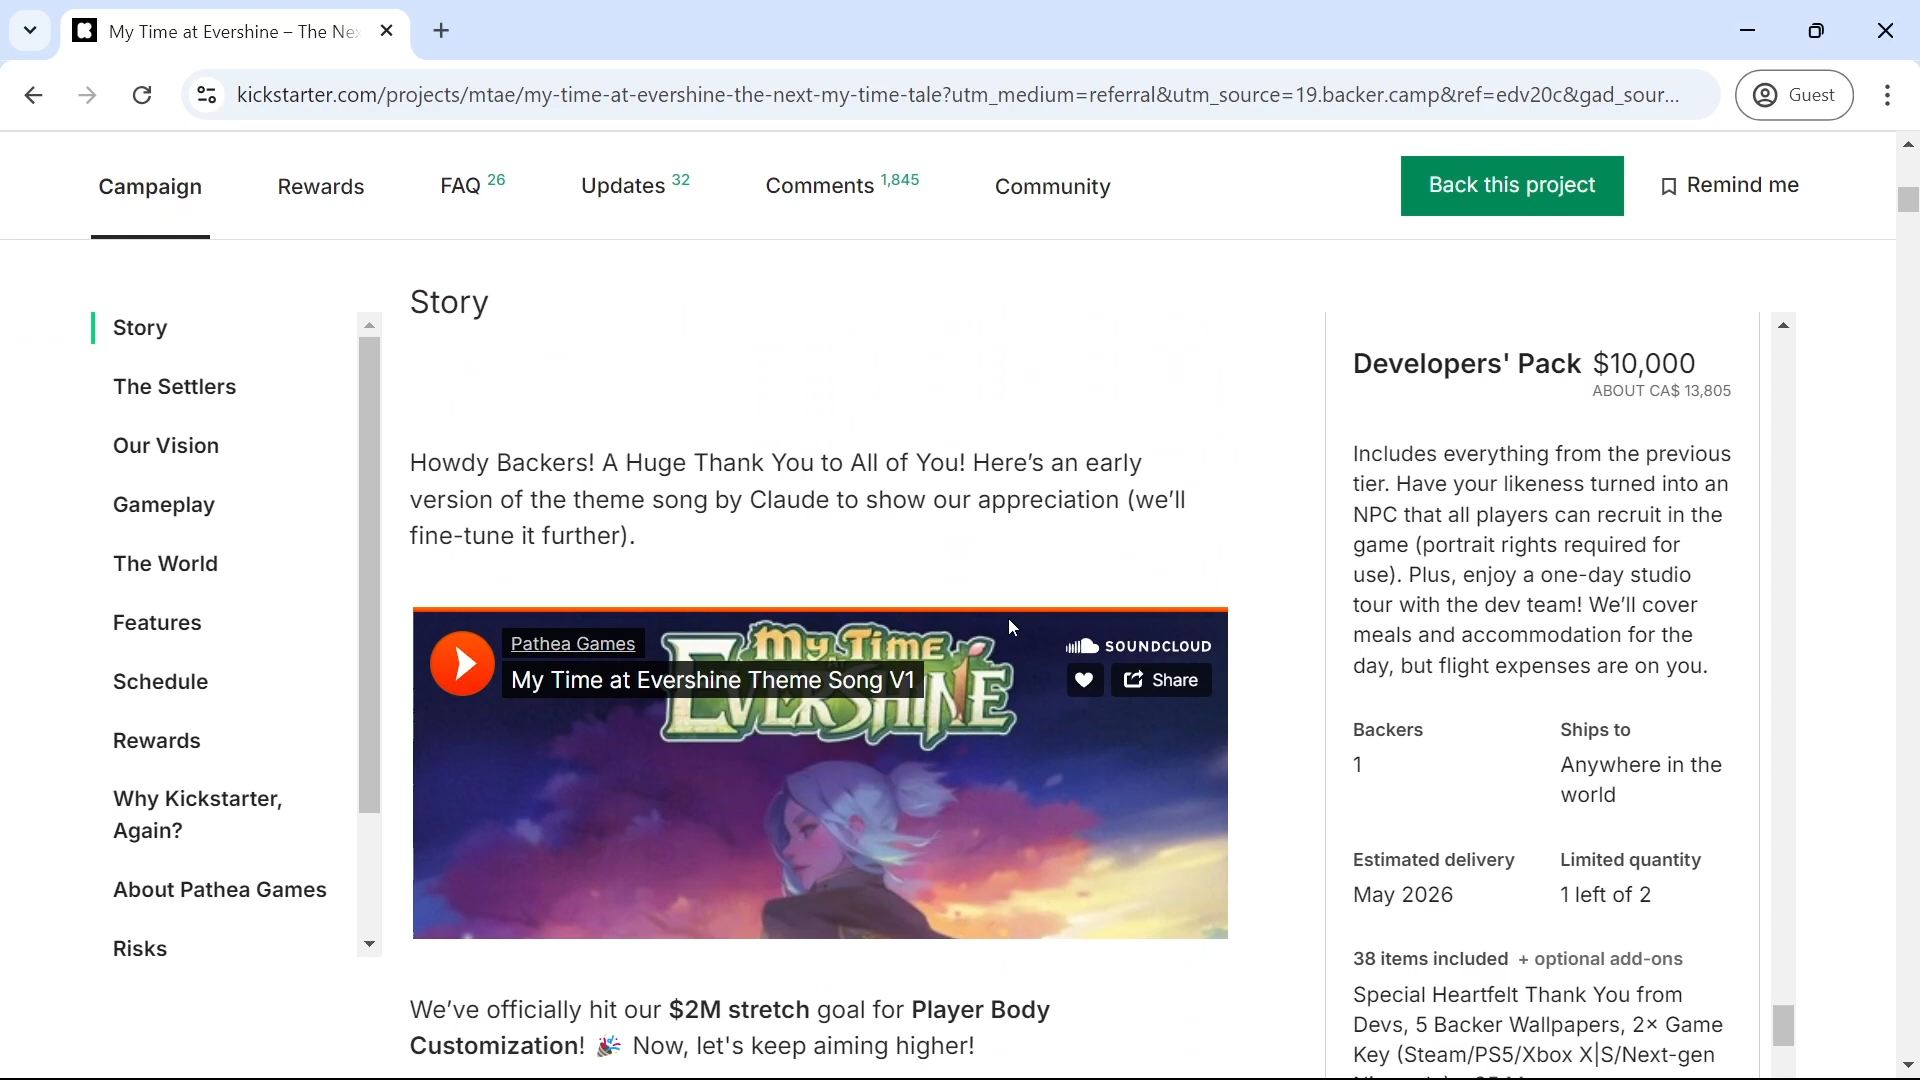 My Time at Evershine – The Nex
kickstarter.com/projects/mtae/my-time-at-evershine-the-next-my-time-tale?utm_medium=referral&utm_source=19.backer.camp&ref=edv20c&gad_sour...
Guest
Campaign
Rewards
FAQ 26
Updates 32
Comments 1,845
Community
Back this project
Remind me
Story
The Settlers
Our Vision
Gameplay
The World
Features
Schedule
Rewards
Why Kickstarter,
Again?
About Pathea Games
Risks
Story
Howdy Backers! A Huge Thank You to All of You! Here’s an early
version of the theme song by Claude to show our appreciation (we’ll
fine-tune it further).
Pathea Games
My Time at Evershine Theme Song V1
My Time
EVERSHINE
SOUNDCLOUD
Share
We’ve officially hit our $2M stretch goal for Player Body
Customization! 🎉 Now, let's keep aiming higher!
Developers' Pack $10,000
ABOUT CA$ 13,805
Includes everything from the previous
tier. Have your likeness turned into an
NPC that all players can recruit in the
game (portrait rights required for
use). Plus, enjoy a one-day studio
tour with the dev team! We’ll cover
meals and accommodation for the
day, but flight expenses are on you.
Backers
1
Ships to
Anywhere in the
world
Estimated delivery
May 2026
Limited quantity
1 left of 2
38 items included + optional add-ons
Special Heartfelt Thank You from
Devs, 5 Backer Wallpapers, 2× Game
Key (Steam/PS5/Xbox X|S/Next-gen